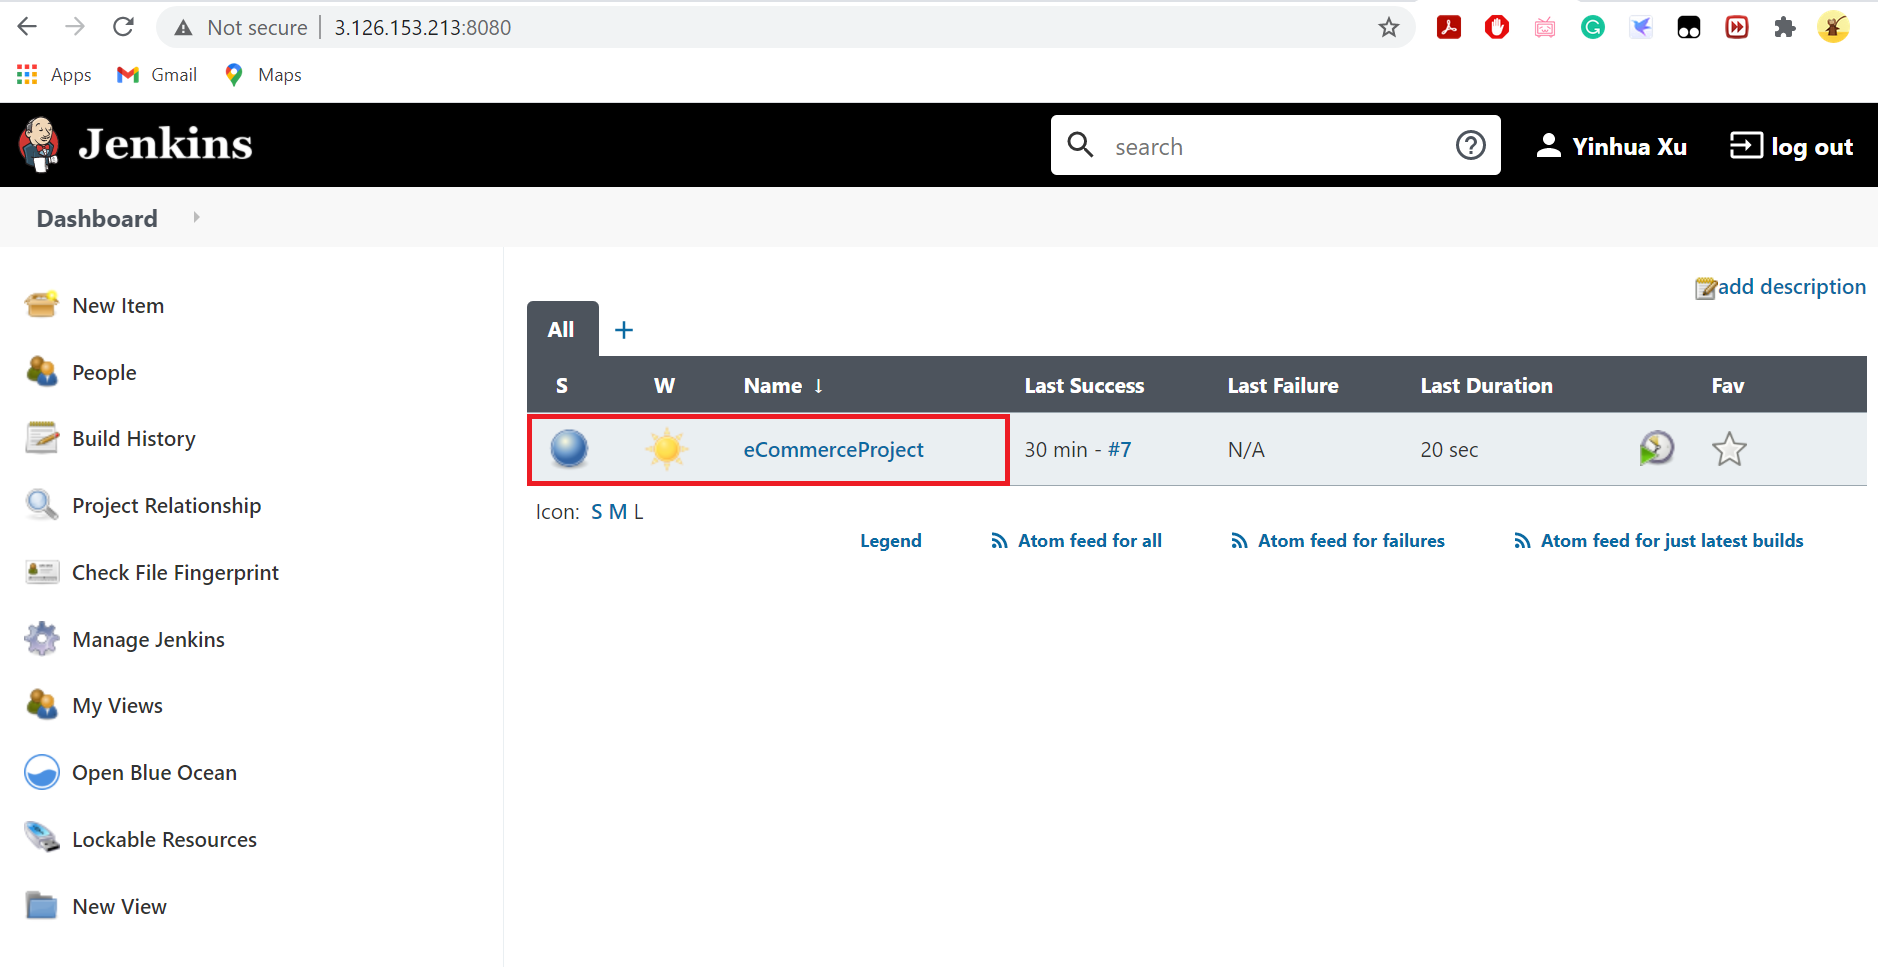 Not secure | 3.126.153.213:8080
Apps Gmail Maps
Jenkins search Yinhua Xu log out
Dashboard
add description
New Item
People
Build History
Project Relationship
Check File Fingerprint
Manage Jenkins
My Views
Open Blue Ocean
Lockable Resources
New View
All +
S W Name ↓ Last Success Last Failure Last Duration Fav
eCommerceProject 30 min - #7 N/A 20 sec
Icon: S M L
Legend Atom feed for all Atom feed for failures Atom feed for just latest builds